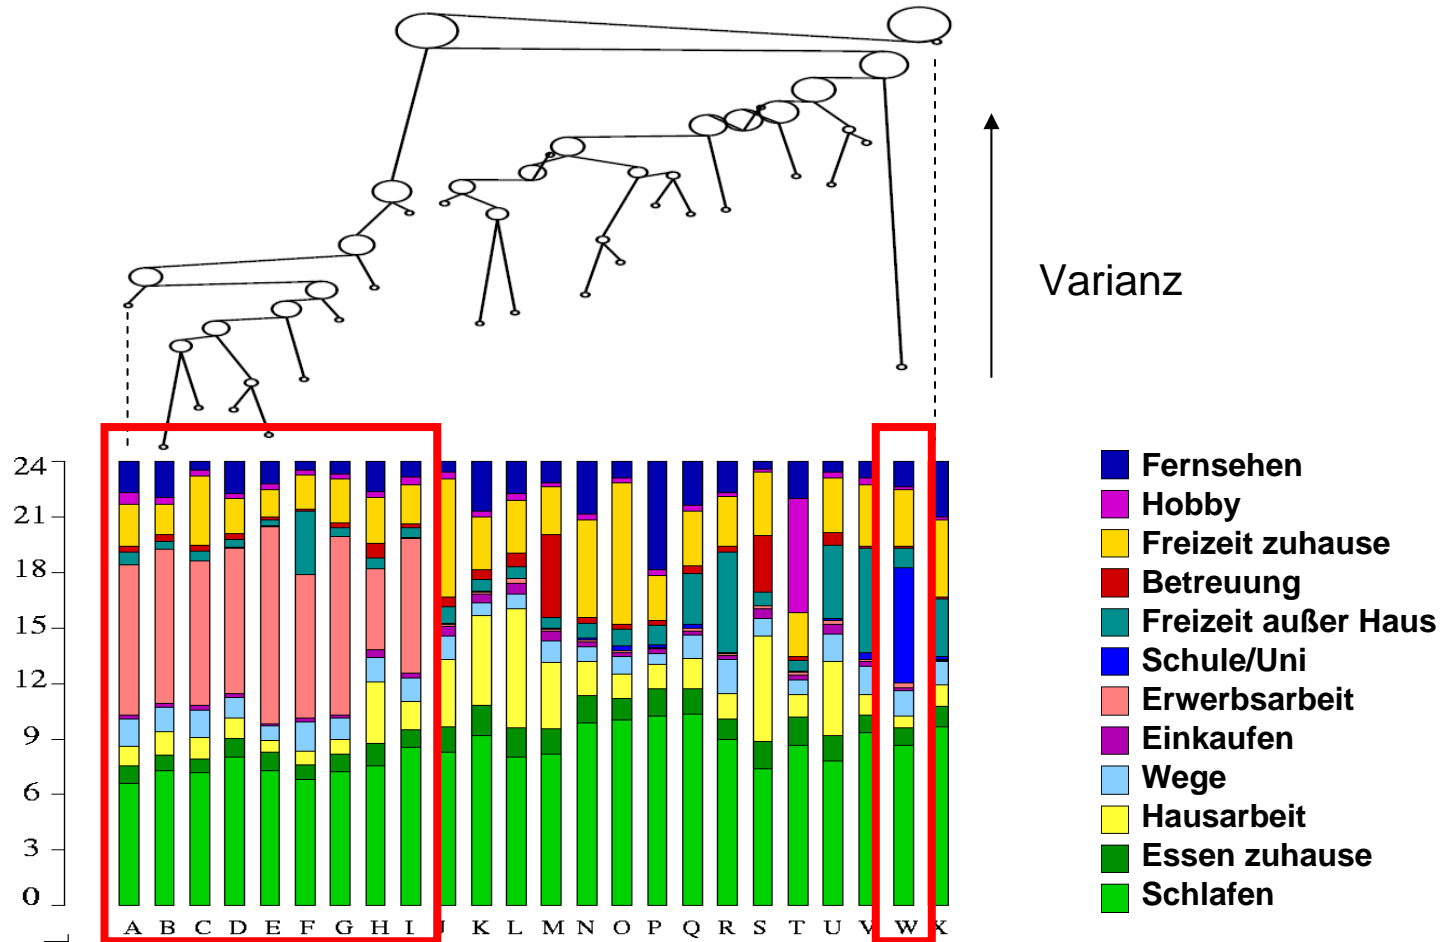 Varianz
24
21
18
15
12
9
6
3
0
A B C D E F G H I J K L M N O P Q R S T U V W X
Fernsehen
Hobby
Freizeit zuhause
Betreuung
Freizeit außer Haus
Schule/Uni
Erwerbsarbeit
Einkaufen
Wege
Hausarbeit
Essen zuhause
Schlafen